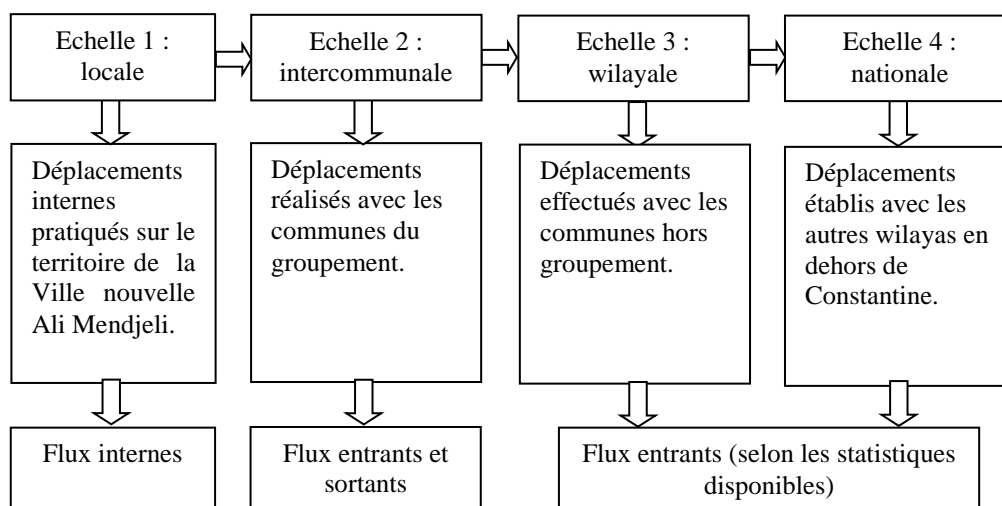 Echelle 1 :
locale
Echelle 2 :
intercommunale
Echelle 3 :
wilayale
Echelle 4 :
nationale
Déplacements
internes
pratiqués sur le
territoire de la
Ville nouvelle
Ali Mendjeli.
Déplacements
réalisés avec les
communes du
groupement.
Déplacements
effectués avec les
communes hors
groupement.
Déplacements
établis avec les
autres wilayas en
dehors de
Constantine.
Flux internes
Flux entrants et
sortants
Flux entrants (selon les statistiques
disponibles)